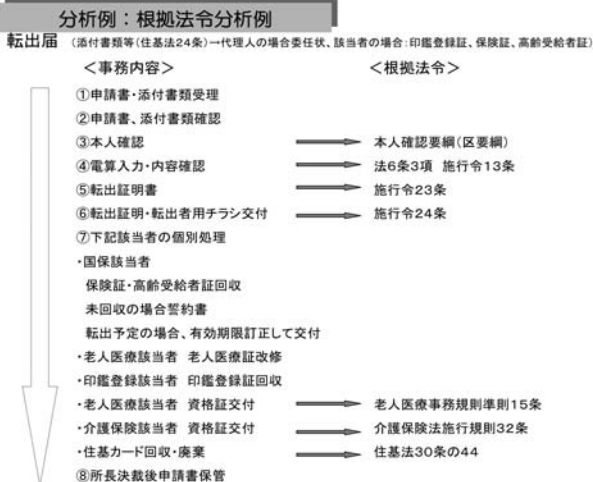 分析例：根拠法令分析例
転出届 （添付書類等（住基法24条）→代理人の場合委任状、該当者の場合：印鑑登録証、保険証、高齢受給者証）
＜事務内容＞ ＜根拠法令＞
①申請書・添付書類受理
②申請書、添付書類確認
③本人確認 本人確認要綱（区要綱）
④電算入力・内容確認 法6条3項 施行令13条
⑤転出証明書 施行令23条
⑥転出証明・転出者用チラシ交付 施行令24条
⑦下記該当者の個別処理
・国保該当者
保険証・高齢受給者証回収
未回収の場合誓約書
転出予定の場合、有効期限訂正して交付
・老人医療該当者 老人医療証改修
・印鑑登録該当者 印鑑登録証回収
・老人医療該当者 資格証交付 老人医療事務規則準則15条
・介護保険該当者 資格証交付 介護保険法施行規則32条
・住基カード回収・廃棄 住基法30条の44
⑧所長決裁後申請書保管